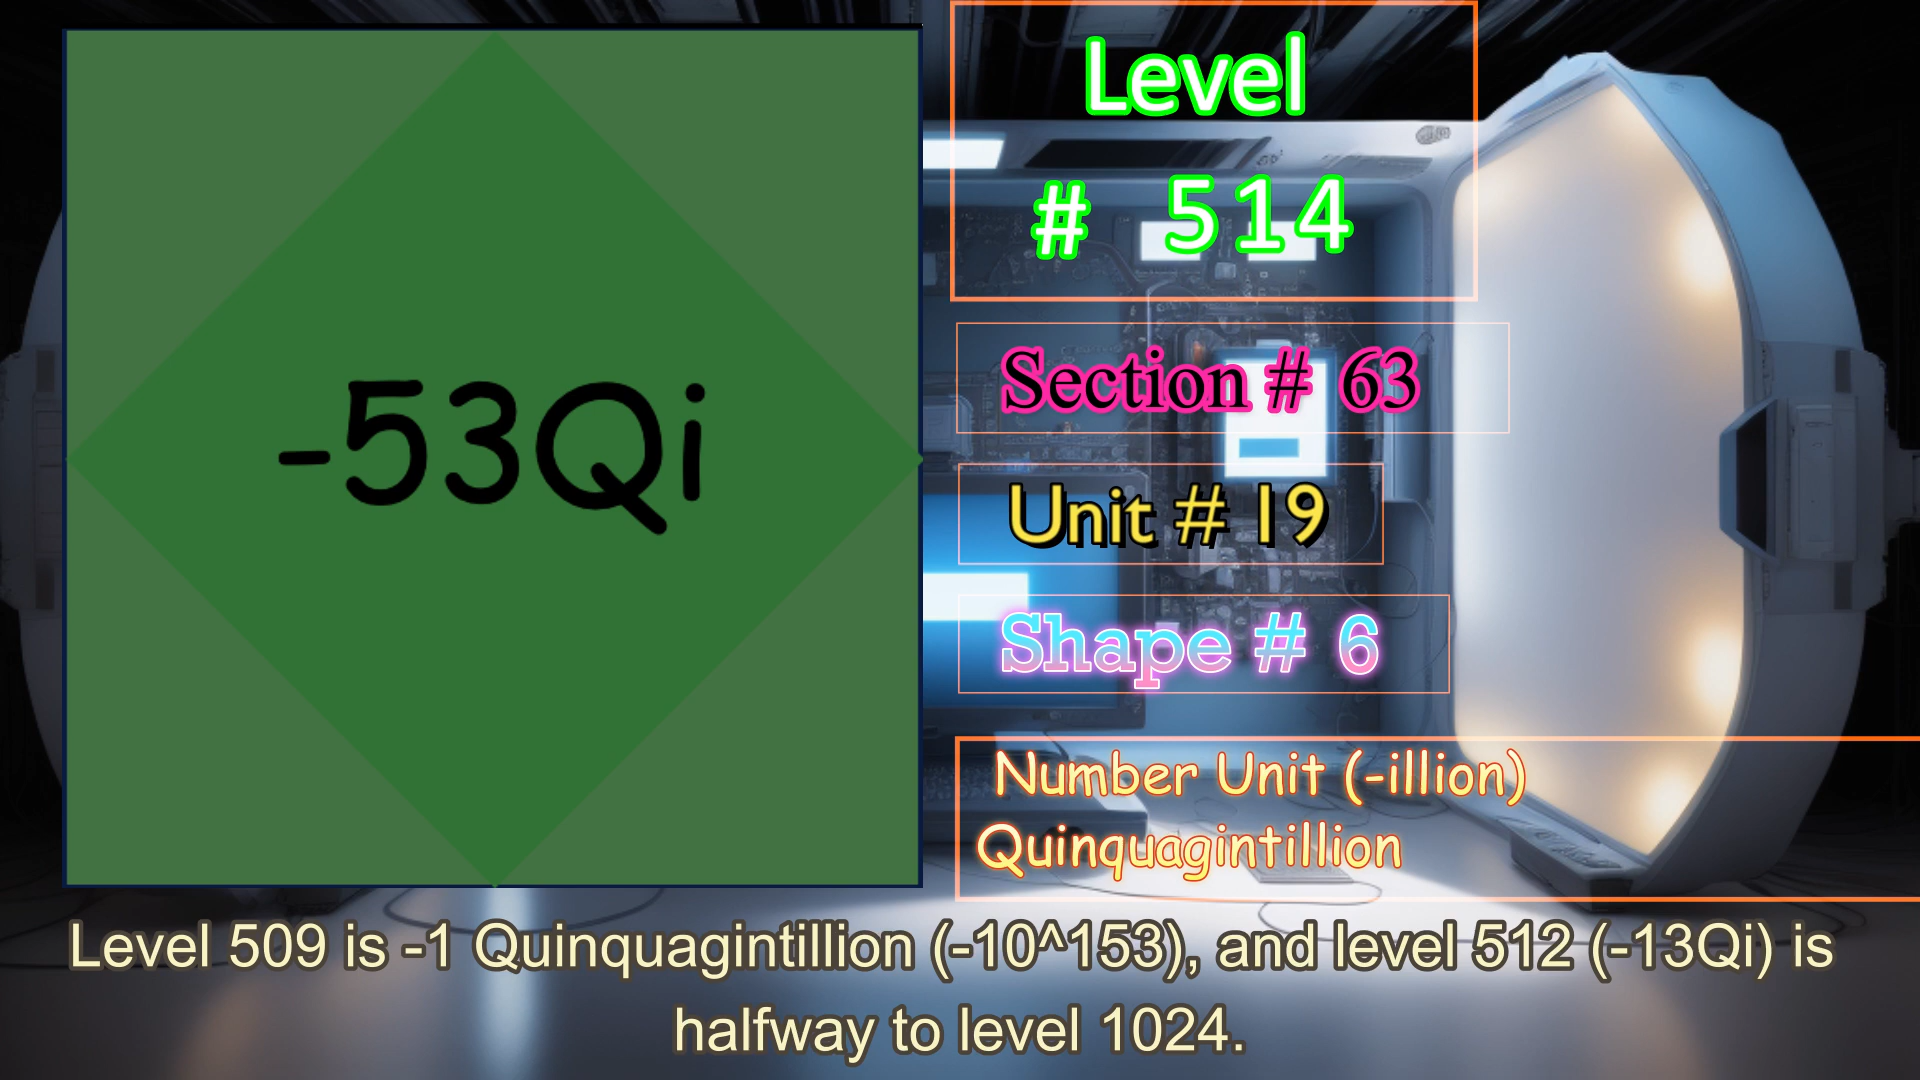 -53Qi
Level
# 514
Section # 63
Unit # 19
Shape # 6
Number Unit (-illion)
Quinquagintillion
Level 509 is -1 Quinquagintillion (-10^153), and level 512 (-13Qi) is
halfway to level 1024.